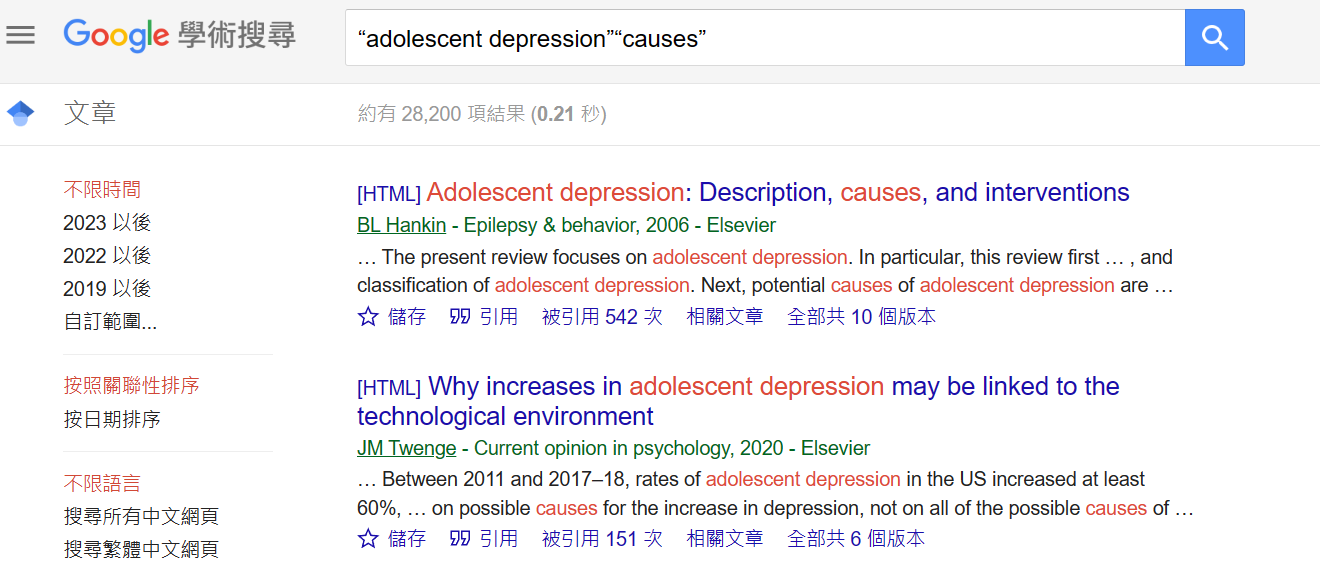 Google 學術搜尋
“adolescent depression”“causes”
文章
約有 28,200 項結果 (0.21 秒)
不限時間
2023 以後
2022 以後
2019 以後
自訂範圍...
按照關聯性排序
按日期排序
不限語言
搜尋所有中文網頁
搜尋繁體中文網頁
[HTML] Adolescent depression: Description, causes, and interventions
BL Hankin - Epilepsy & behavior, 2006 - Elsevier
… The present review focuses on adolescent depression. In particular, this review first … , and
classification of adolescent depression. Next, potential causes of adolescent depression are …
儲存 引用 被引用 542 次 相關文章 全部共 10 個版本
[HTML] Why increases in adolescent depression may be linked to the
technological environment
JM Twenge - Current opinion in psychology, 2020 - Elsevier
… Between 2011 and 2017–18, rates of adolescent depression in the US increased at least
60%, … on possible causes for the increase in depression, not on all of the possible causes of …
儲存 引用 被引用 151 次 相關文章 全部共 6 個版本